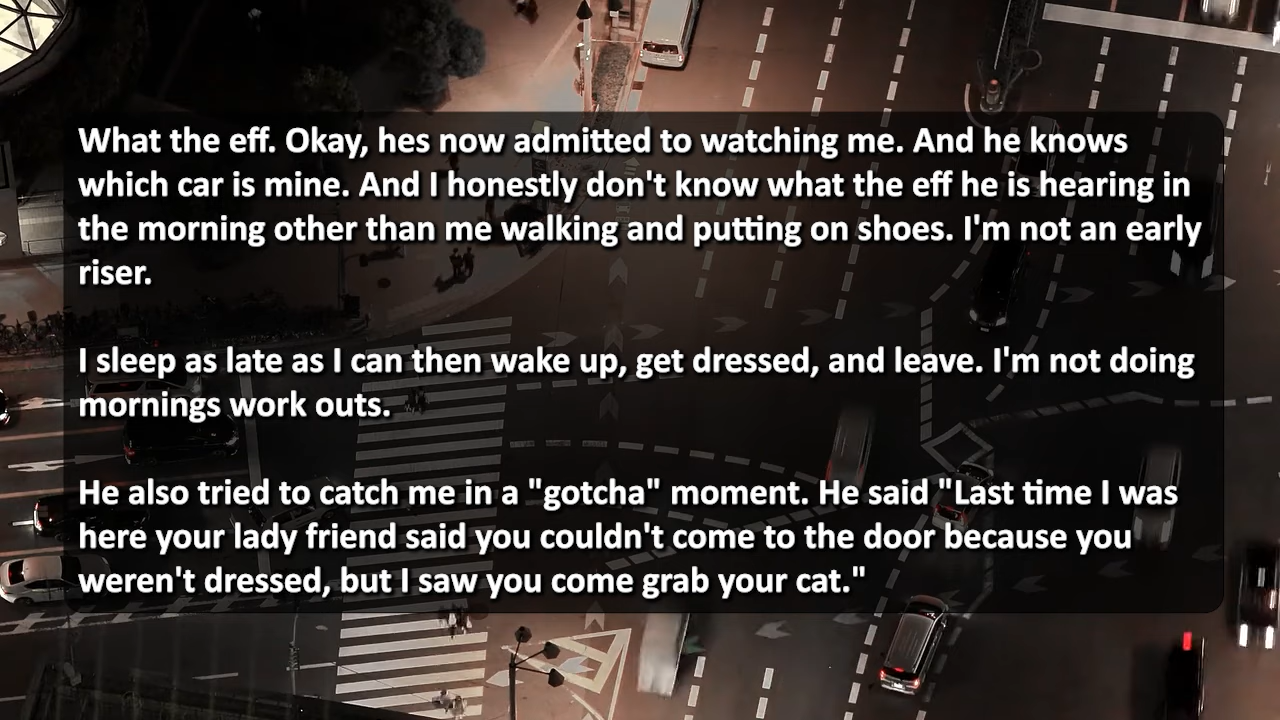 What the eff. Okay, hes now admitted to watching me. And he knows
which car is mine. And I honestly don't know what the eff he is hearing in
the morning other than me walking and putting on shoes. I'm not an early
riser.
I sleep as late as I can then wake up, get dressed, and leave. I'm not doing
mornings work outs.
He also tried to catch me in a "gotcha" moment. He said "Last time I was
here your lady friend said you couldn't come to the door because you
weren't dressed, but I saw you come grab your cat."